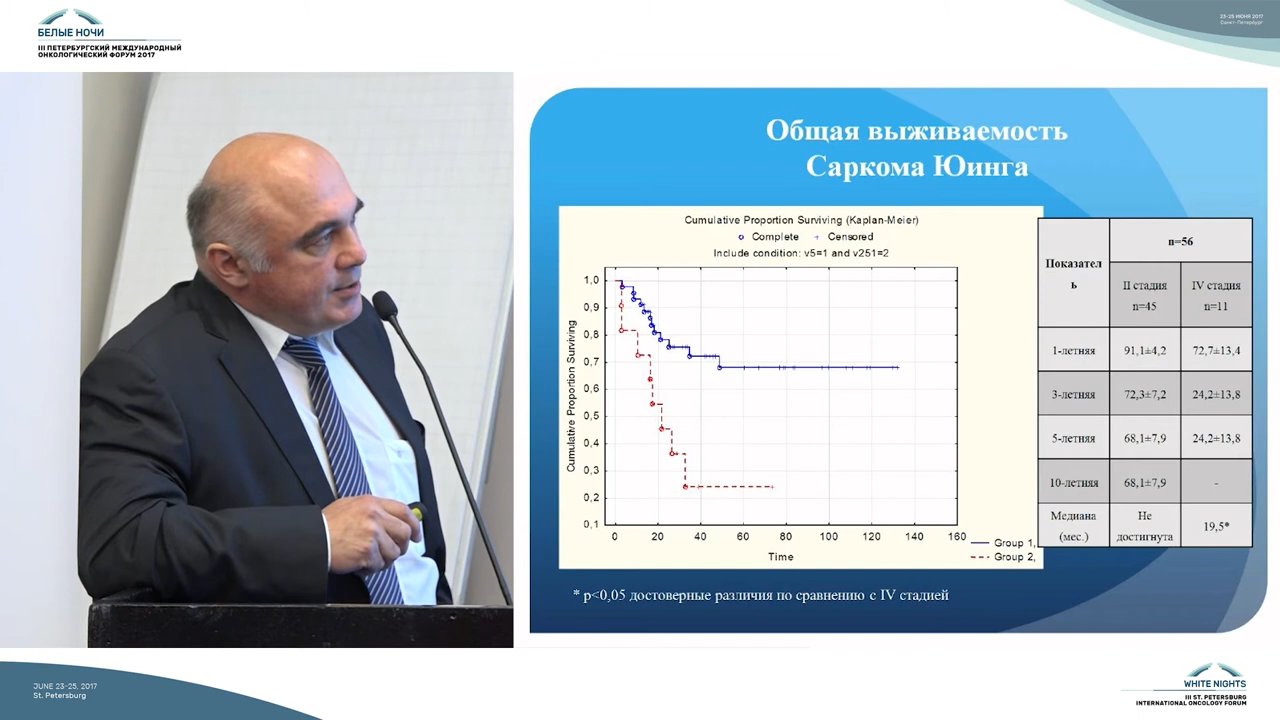 БЕЛЫЕ НОЧИ
III ПЕТЕРБУРГСКИЙ МЕЖДУНАРОДНЫЙ
ОНКОЛОГИЧЕСКИЙ ФОРУМ 2017
23-25 ИЮНЯ 2017
Санкт-Петербург
Общая выживаемость
Саркома Юинга
Cumulative Proportion Surviving (Kaplan-Meier)
Complete Censored
Include condition: v5=1 and v251=2
Cumulative Proportion Surviving
1,0
0,9
0,8
0,7
0,6
0,5
0,4
0,3
0,2
0,1
0 20 40 60 80 100 120 140 160
Time
Group 1,
Group 2,
Показател
ь
n=56
II стадия
n=45
IV стадия
n=11
1-летняя 91,1±4,2 72,7±13,4
3-летняя 72,3±7,2 24,2±13,8
5-летняя 68,1±7,9 24,2±13,8
10-летняя 68,1±7,9 -
Медиана
(мес.)
Не
достигнута
19,5*
* p<0,05 достоверные различия по сравнению с IV стадией
JUNE 23-25, 2017
St. Petersburg
WHITE NIGHTS
III ST. PETERSBURG
INTERNATIONAL ONCOLOGY FORUM